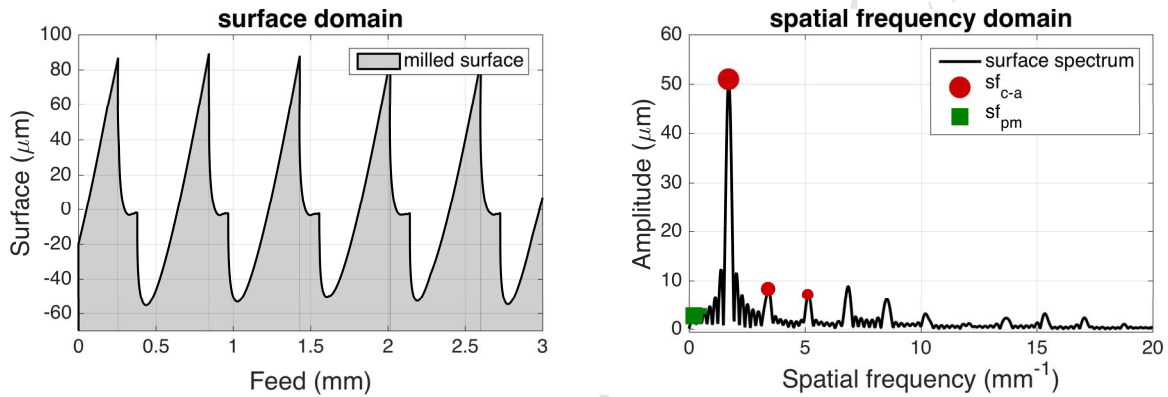 surface domain
100
80
60
40
20
0
-20
-40
-60
Surface (μm)
milled surface
0 0.5 1 1.5 2 2.5 3
Feed (mm)
spatial frequency domain
60
50
40
30
20
10
0
Amplitude (μm)
surface spectrum
sf_c-a
sf_pm
0 5 10 15 20
Spatial frequency (mm⁻¹)